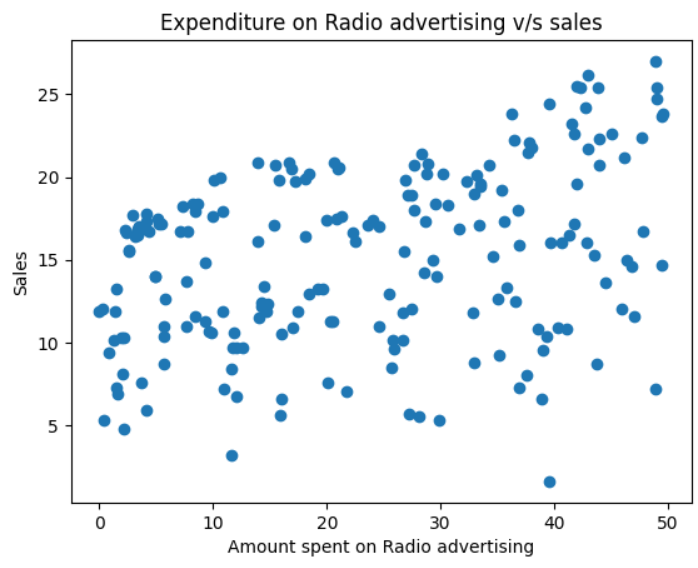 Expenditure on Radio advertising v/s sales
Sales
25
20
15
10
5
0 10 20 30 40 50
Amount spent on Radio advertising